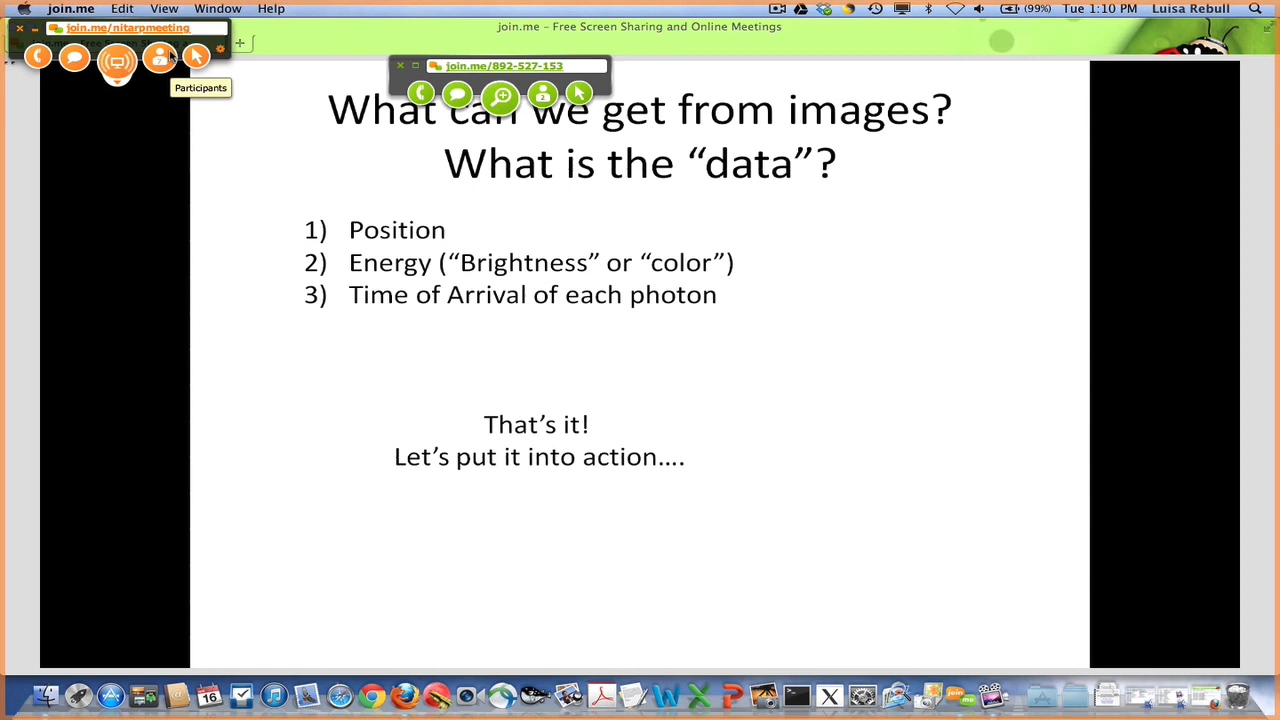 join.me Edit View Window Help
(99%) Tue 1:10 PM Luisa Rebull
join.me/nitarpmeeting
join.me – Free Screen Sharing and Online Meetings
Participants
join.me/892-527-153
What can we get from images?
What is the “data”?
1) Position
2) Energy (“Brightness” or “color”)
3) Time of Arrival of each photon
That’s it!
Let’s put it into action….
16